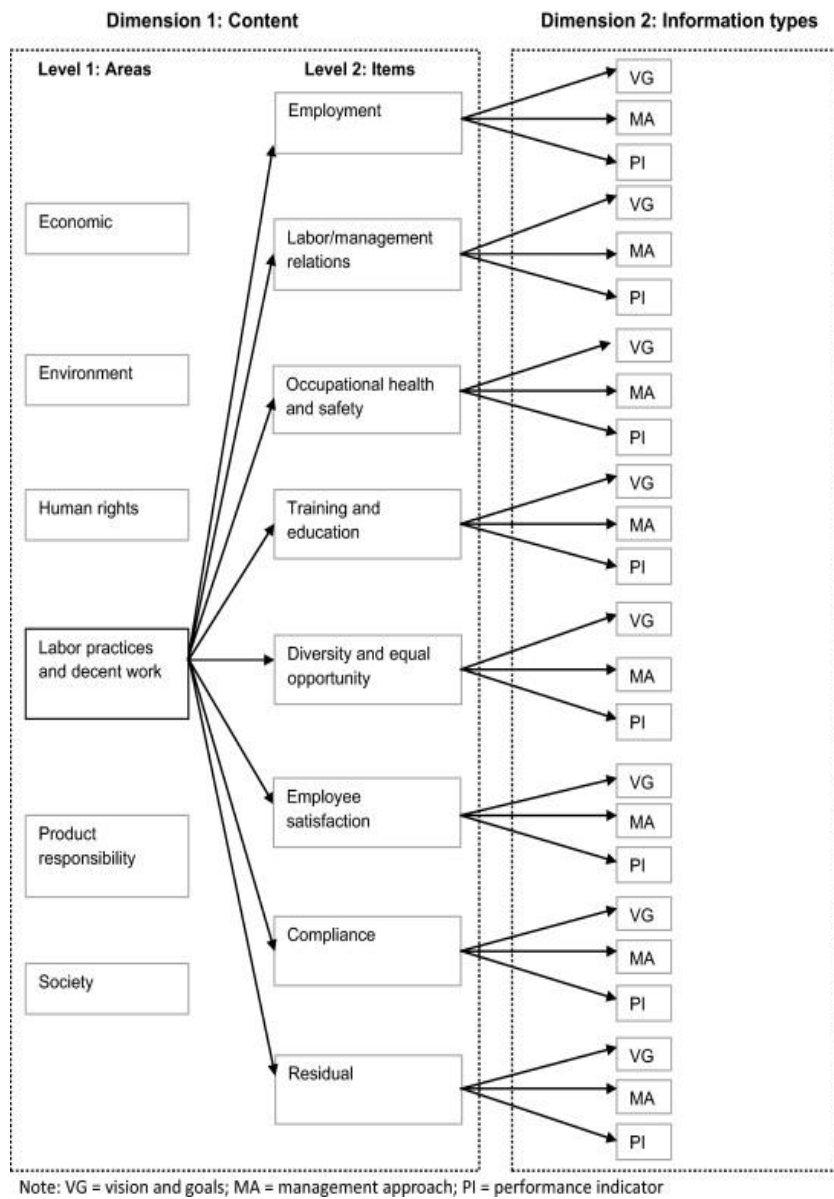 Dimension 1: Content
Dimension 2: Information types
Level 1: Areas
Level 2: Items
Economic
Environment
Human rights
Labor practices
and decent work
Product
responsibility
Society
Employment
Labor/management
relations
Occupational health
and safety
Training and
education
Diversity and equal
opportunity
Employee
satisfaction
Compliance
Residual
VG
MA
PI
VG
MA
PI
VG
MA
PI
VG
MA
PI
VG
MA
PI
VG
MA
PI
VG
MA
PI
VG
MA
PI
Note: VG = vision and goals; MA = management approach; PI = performance indicator